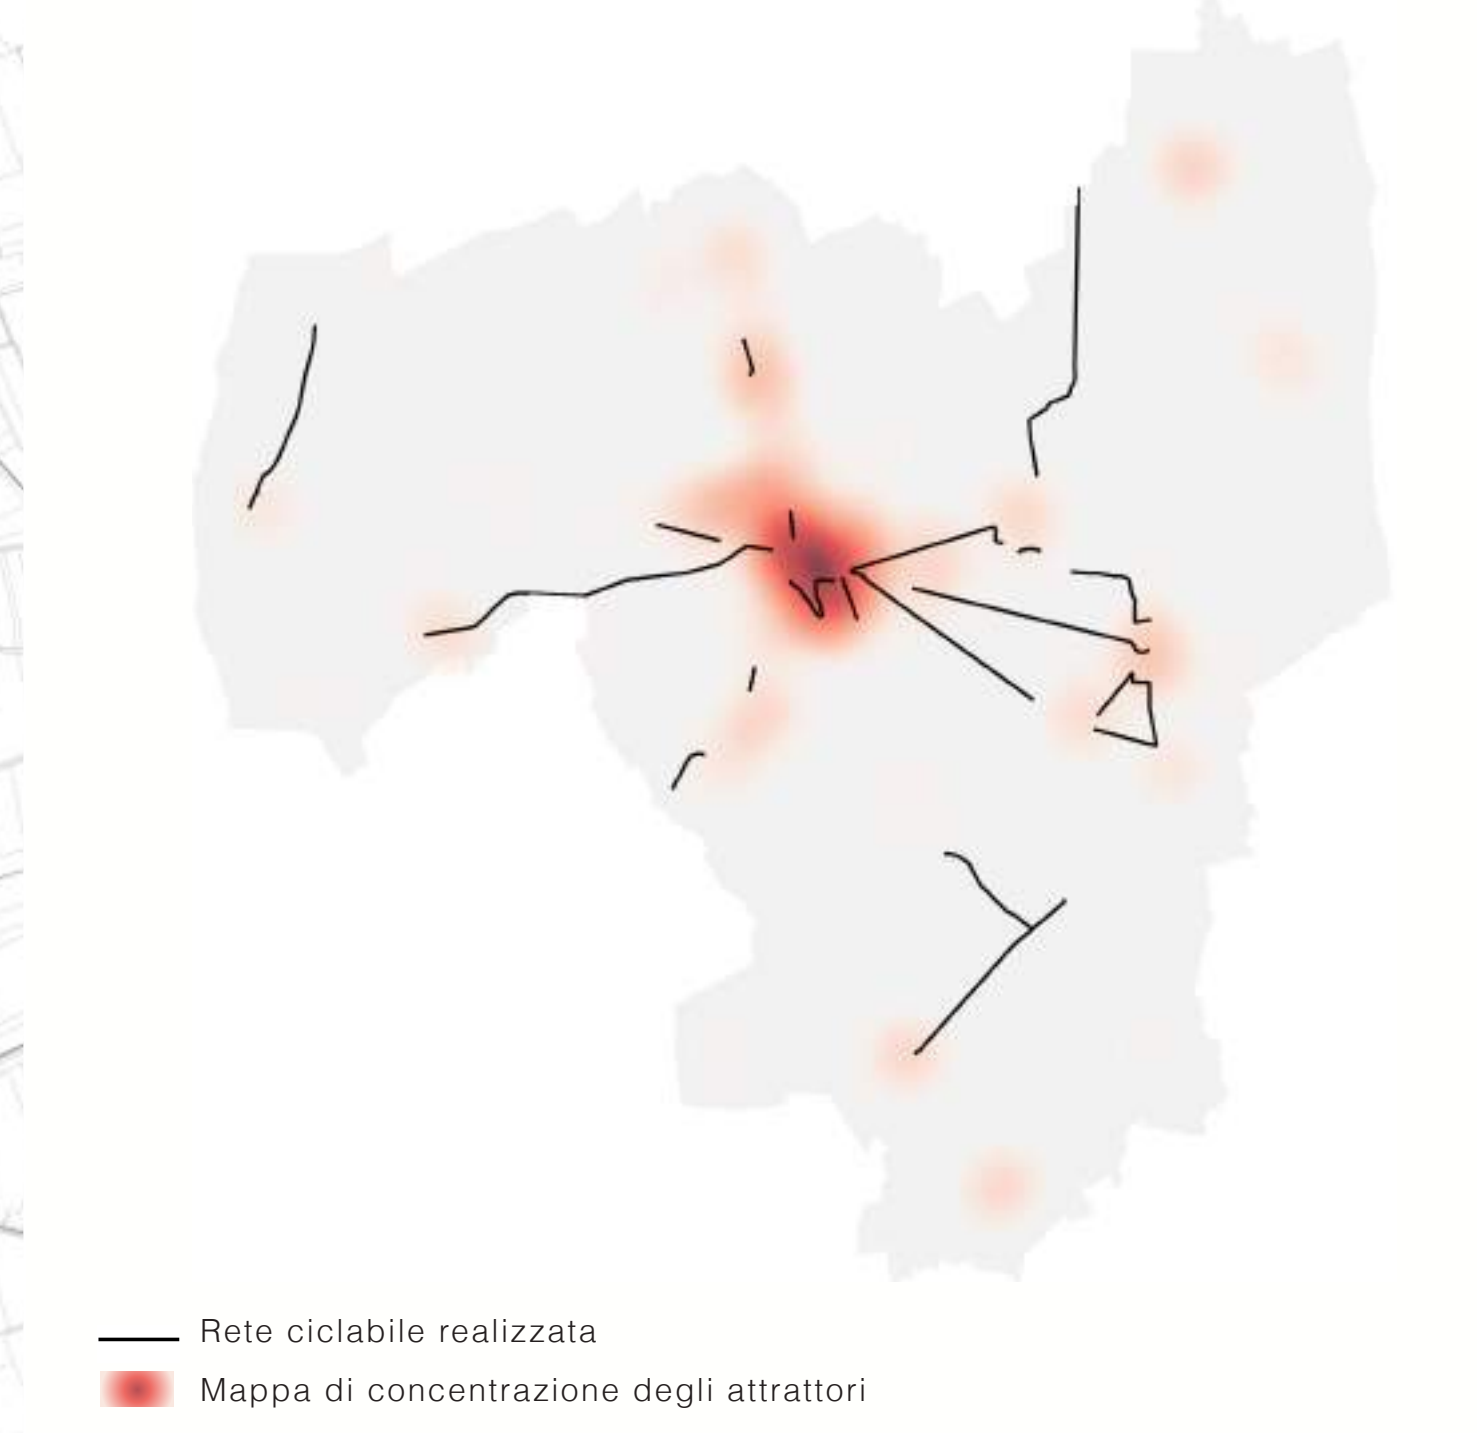 Rete ciclabile realizzata
Mappa di concentrazione degli attrattori